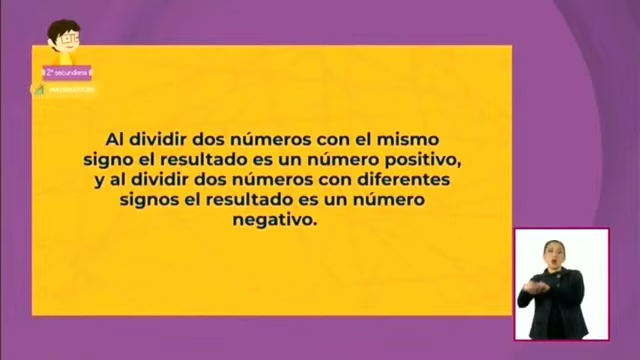 2° secundaria
MATEMÁTICAS
Al dividir dos números con el mismo
signo el resultado es un número positivo,
y al dividir dos números con diferentes
signos el resultado es un número
negativo.